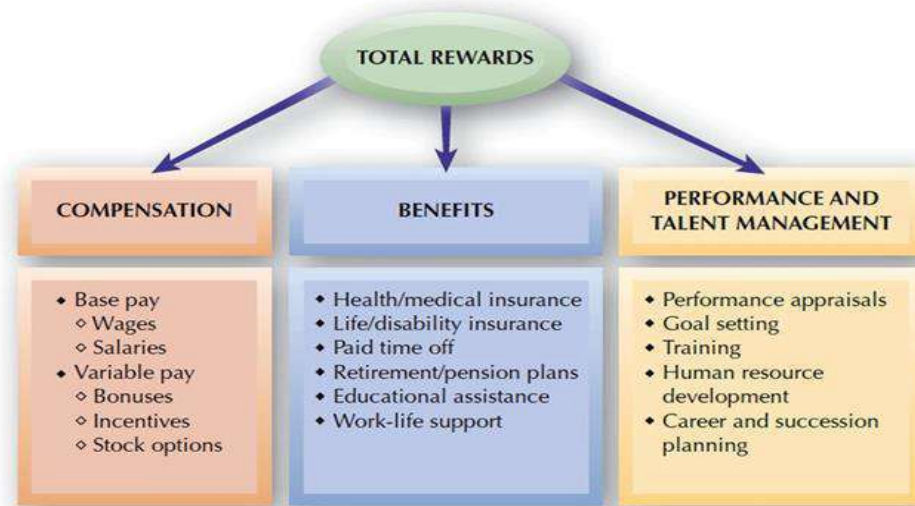 TOTAL REWARDS
COMPENSATION
◆ Base pay
◇ Wages
◇ Salaries
◆ Variable pay
◇ Bonuses
◇ Incentives
◇ Stock options
BENEFITS
◆ Health/medical insurance
◆ Life/disability insurance
◆ Paid time off
◆ Retirement/pension plans
◆ Educational assistance
◆ Work-life support
PERFORMANCE AND
TALENT MANAGEMENT
◆ Performance appraisals
◆ Goal setting
◆ Training
◆ Human resource
development
◆ Career and succession
planning